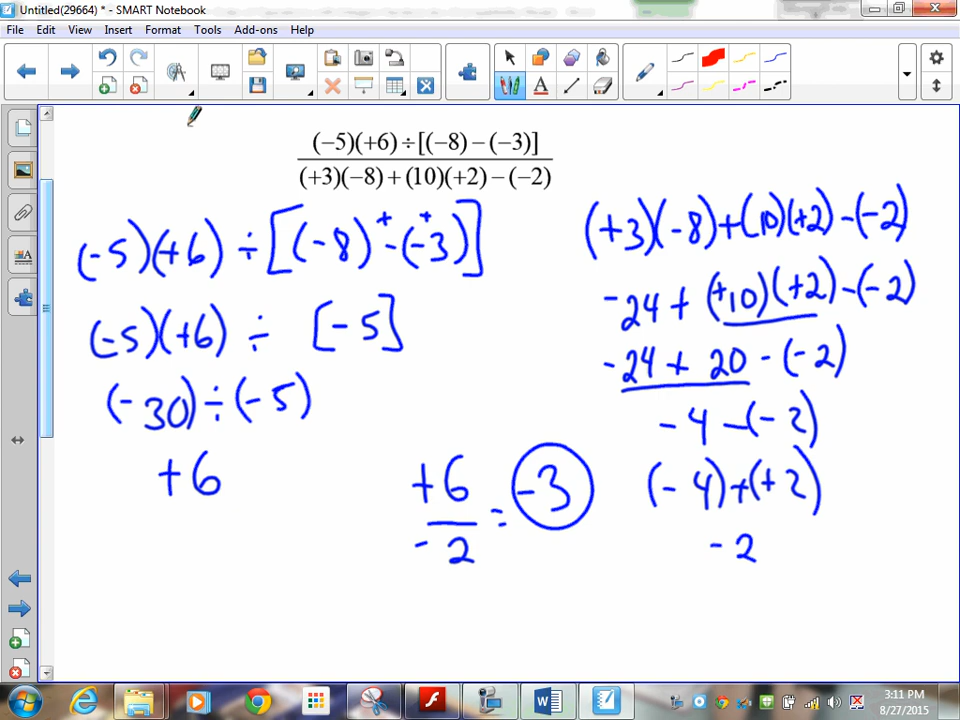 Untitled(29664) * - SMART Notebook
File Edit View Insert Format Tools Add-ons Help
(−5)(+6) ÷ [(−8) − (−3)]
(+3)(−8) + (10)(+2) − (−2)
(-5)(+6) ÷ [(-8) +- (+-3)]
(-5)(+6) ÷ [-5]
(-30) ÷ (-5)
+6
+6
-2
= -3
(+3)(-8)+(10)(+2)-(-2)
-24 + (+10)(+2)-(-2)
-24 + 20 - (-2)
-4 -(-2)
(-4)+(+2)
-2
3:11 PM
8/27/2015